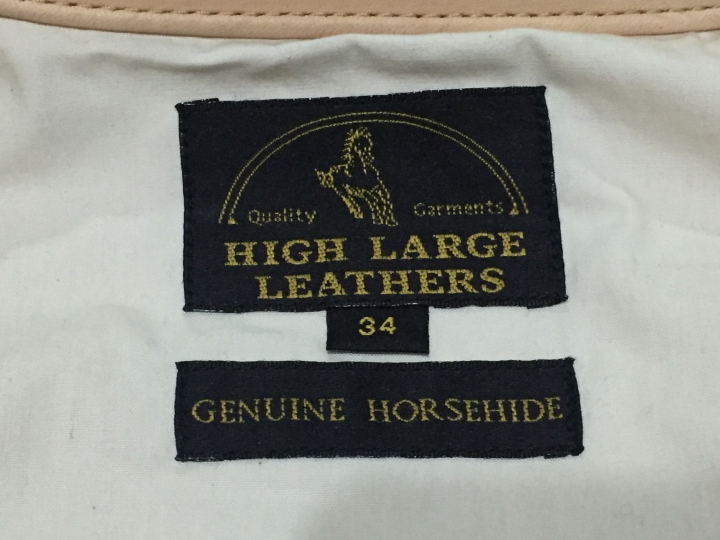 Quality Garments
HIGH LARGE
LEATHERS
34
GENUINE HORSEHIDE